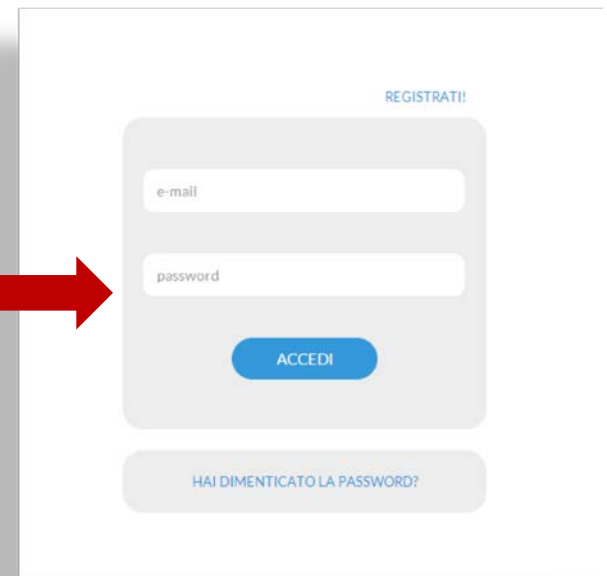 REGISTRATI!
e-mail
password
ACCEDI
HAI DIMENTICATO LA PASSWORD?